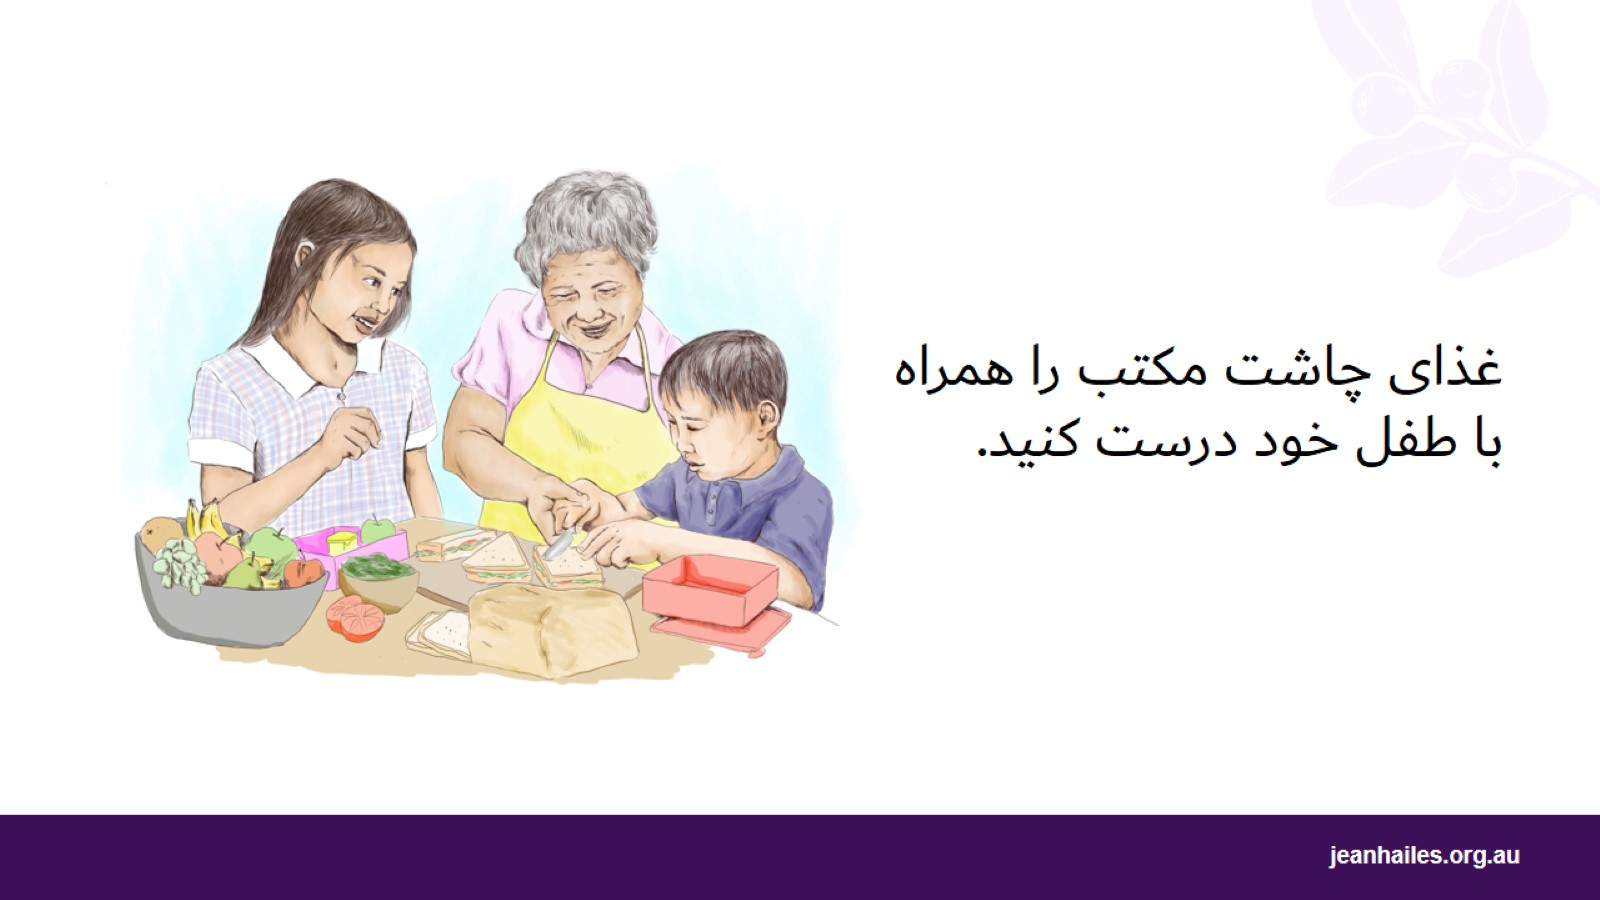 غذای چاشت مکتب را همراه
با طفل خود درست کنید.
jeanhailes.org.au